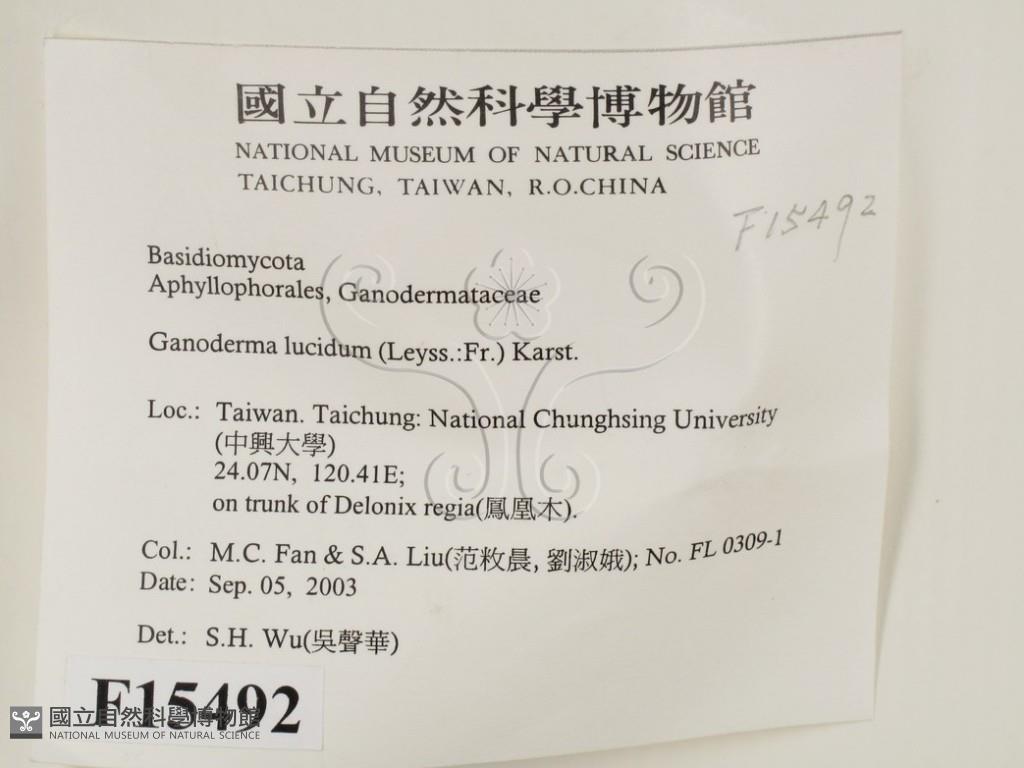 國立自然科學博物館
NATIONAL MUSEUM OF NATURAL SCIENCE
TAICHUNG, TAIWAN, R.O.CHINA
F15492
Basidiomycota
Aphyllophorales, Ganodermataceae
Ganoderma lucidum (Leyss.:Fr.) Karst.
Loc.: Taiwan. Taichung: National Chunghsing University
(中興大學)
24.07N, 120.41E;
on trunk of Delonix regia(鳳凰木).
Col.: M.C. Fan & S.A. Liu(范敉晨, 劉淑娥); No. FL 0309-1
Date: Sep. 05, 2003
Det.: S.H. Wu(吳聲華)
F15492
國立自然科學博物館
NATIONAL MUSEUM OF NATURAL SCIENCE